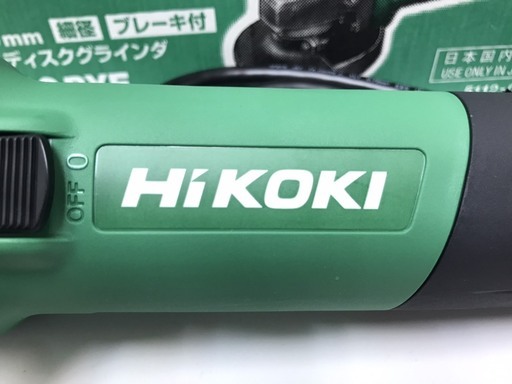 mm 細径 ブレーキ付
ディスクグラインダ
日本国内
USE ONLY IN J
OFF O
HiKOKI